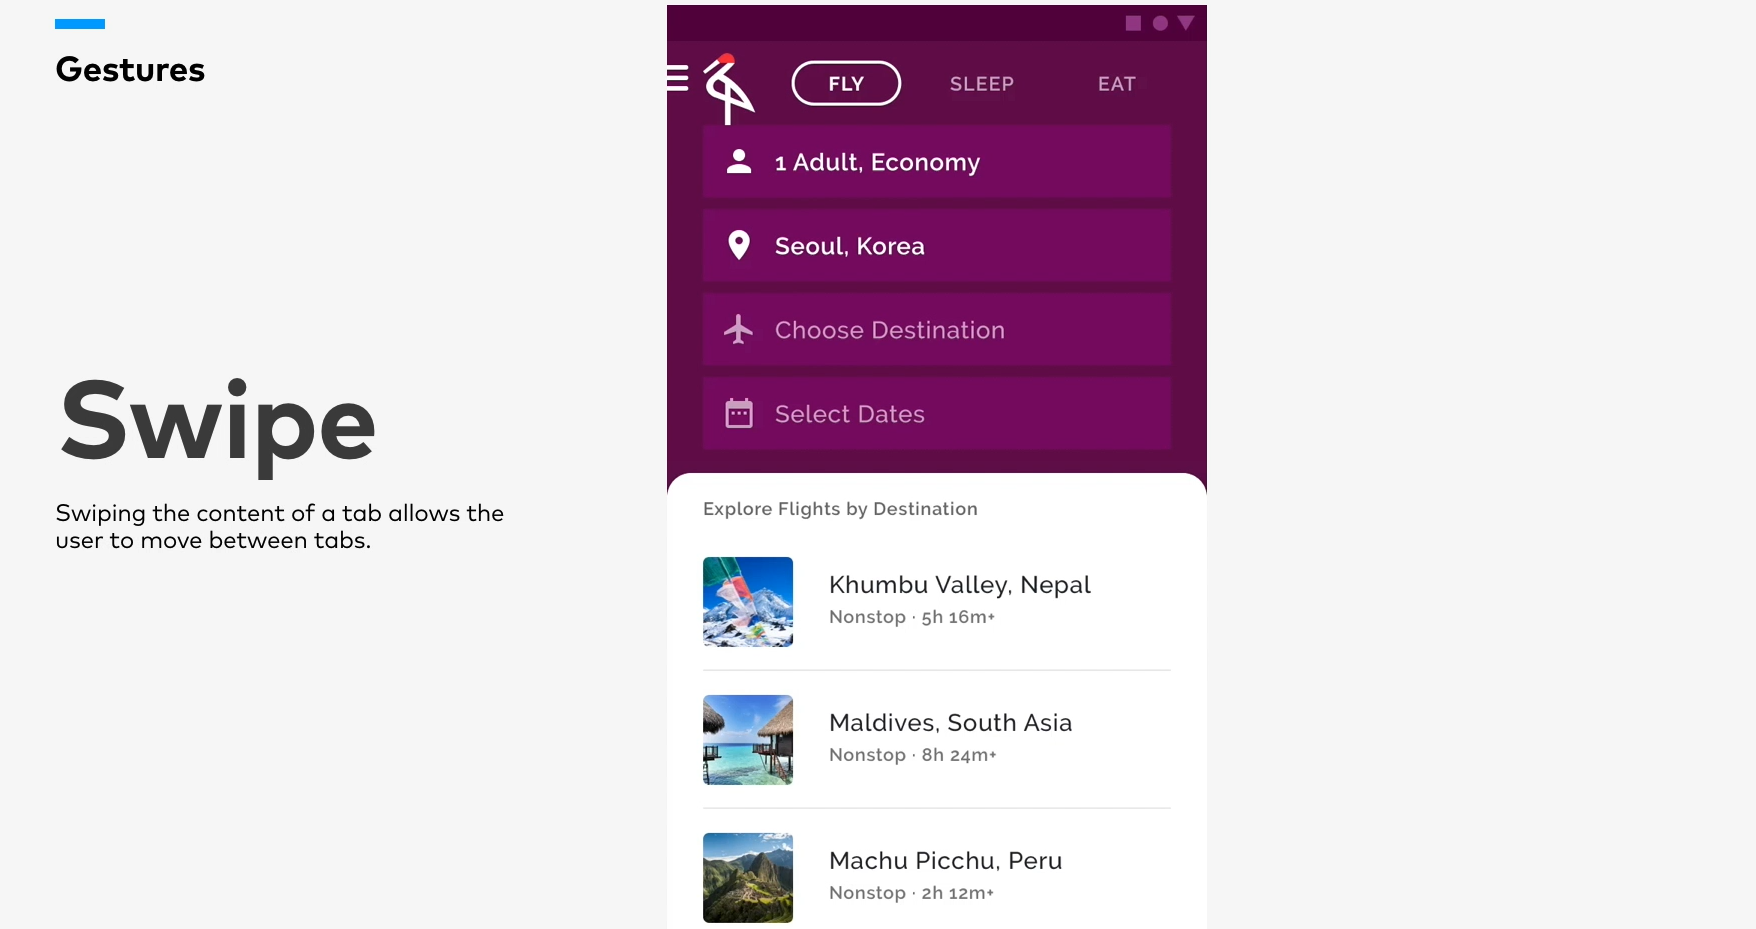 Gestures
Swipe
Swiping the content of a tab allows the
user to move between tabs.
FLY
SLEEP
EAT
1 Adult, Economy
Seoul, Korea
Choose Destination
Select Dates
Explore Flights by Destination
Khumbu Valley, Nepal
Nonstop · 5h 16m+
Maldives, South Asia
Nonstop · 8h 24m+
Machu Picchu, Peru
Nonstop · 2h 12m+